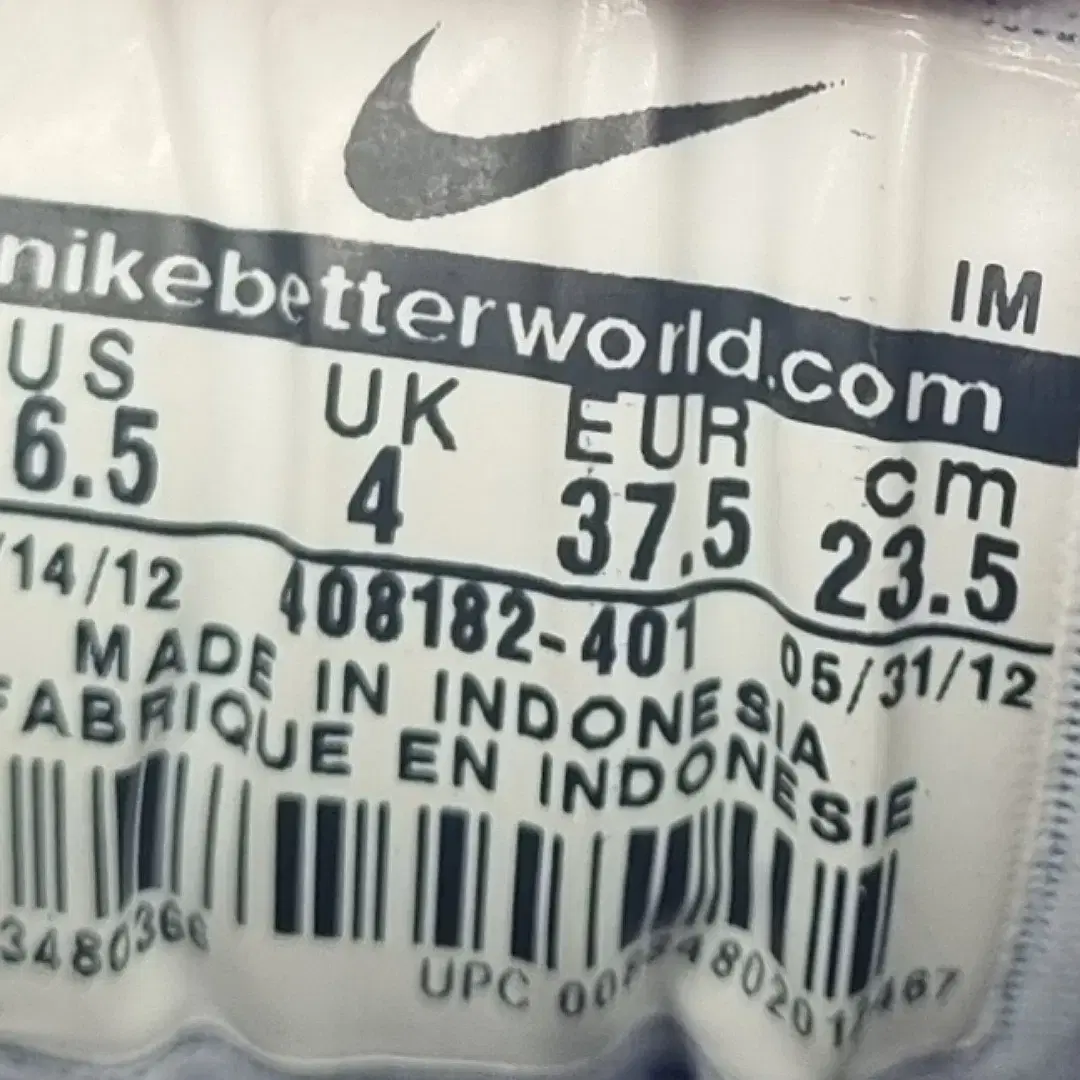 IM
nikebetterworld.com
US UK EUR cm
6.5 4 37.5 23.5
/14/12 408182-401 05/31/12
MADE IN INDONESIA
FABRIQUE EN INDONESIE
3480366
UPC